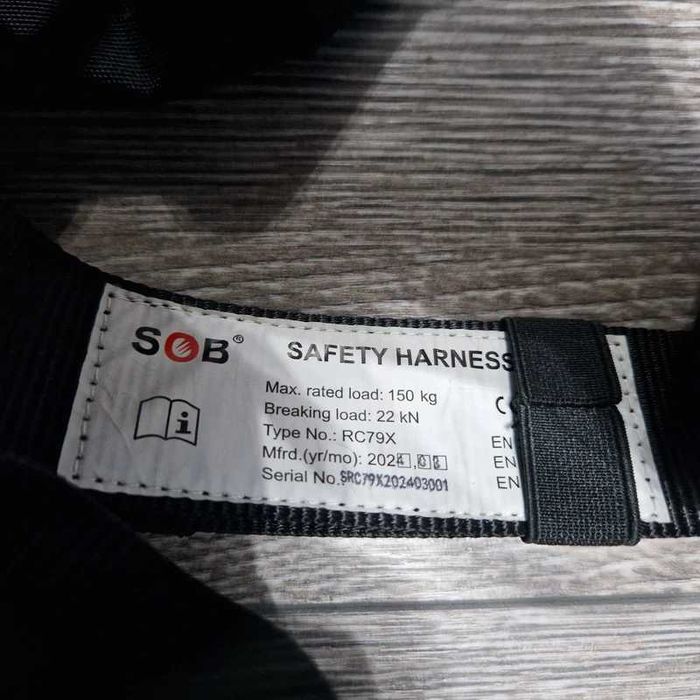 SOB®
SAFETY HARNESS
Max. rated load: 150 kg
Breaking load: 22 kN
Type No.: RC79X
Mfrd.(yr/mo): 2024.03
Serial No. SRC79X202403001
EN
EN
EN